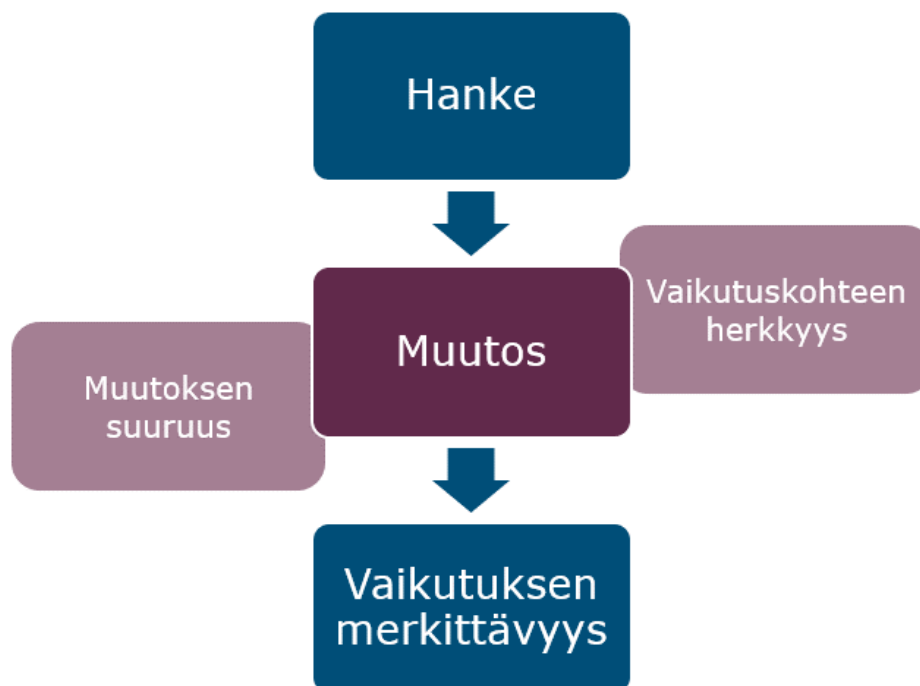 Hanke
Vaikutuskohteen
herkkyys
Muutos
Muutoksen
suuruus
Vaikutuksen
merkittävyys